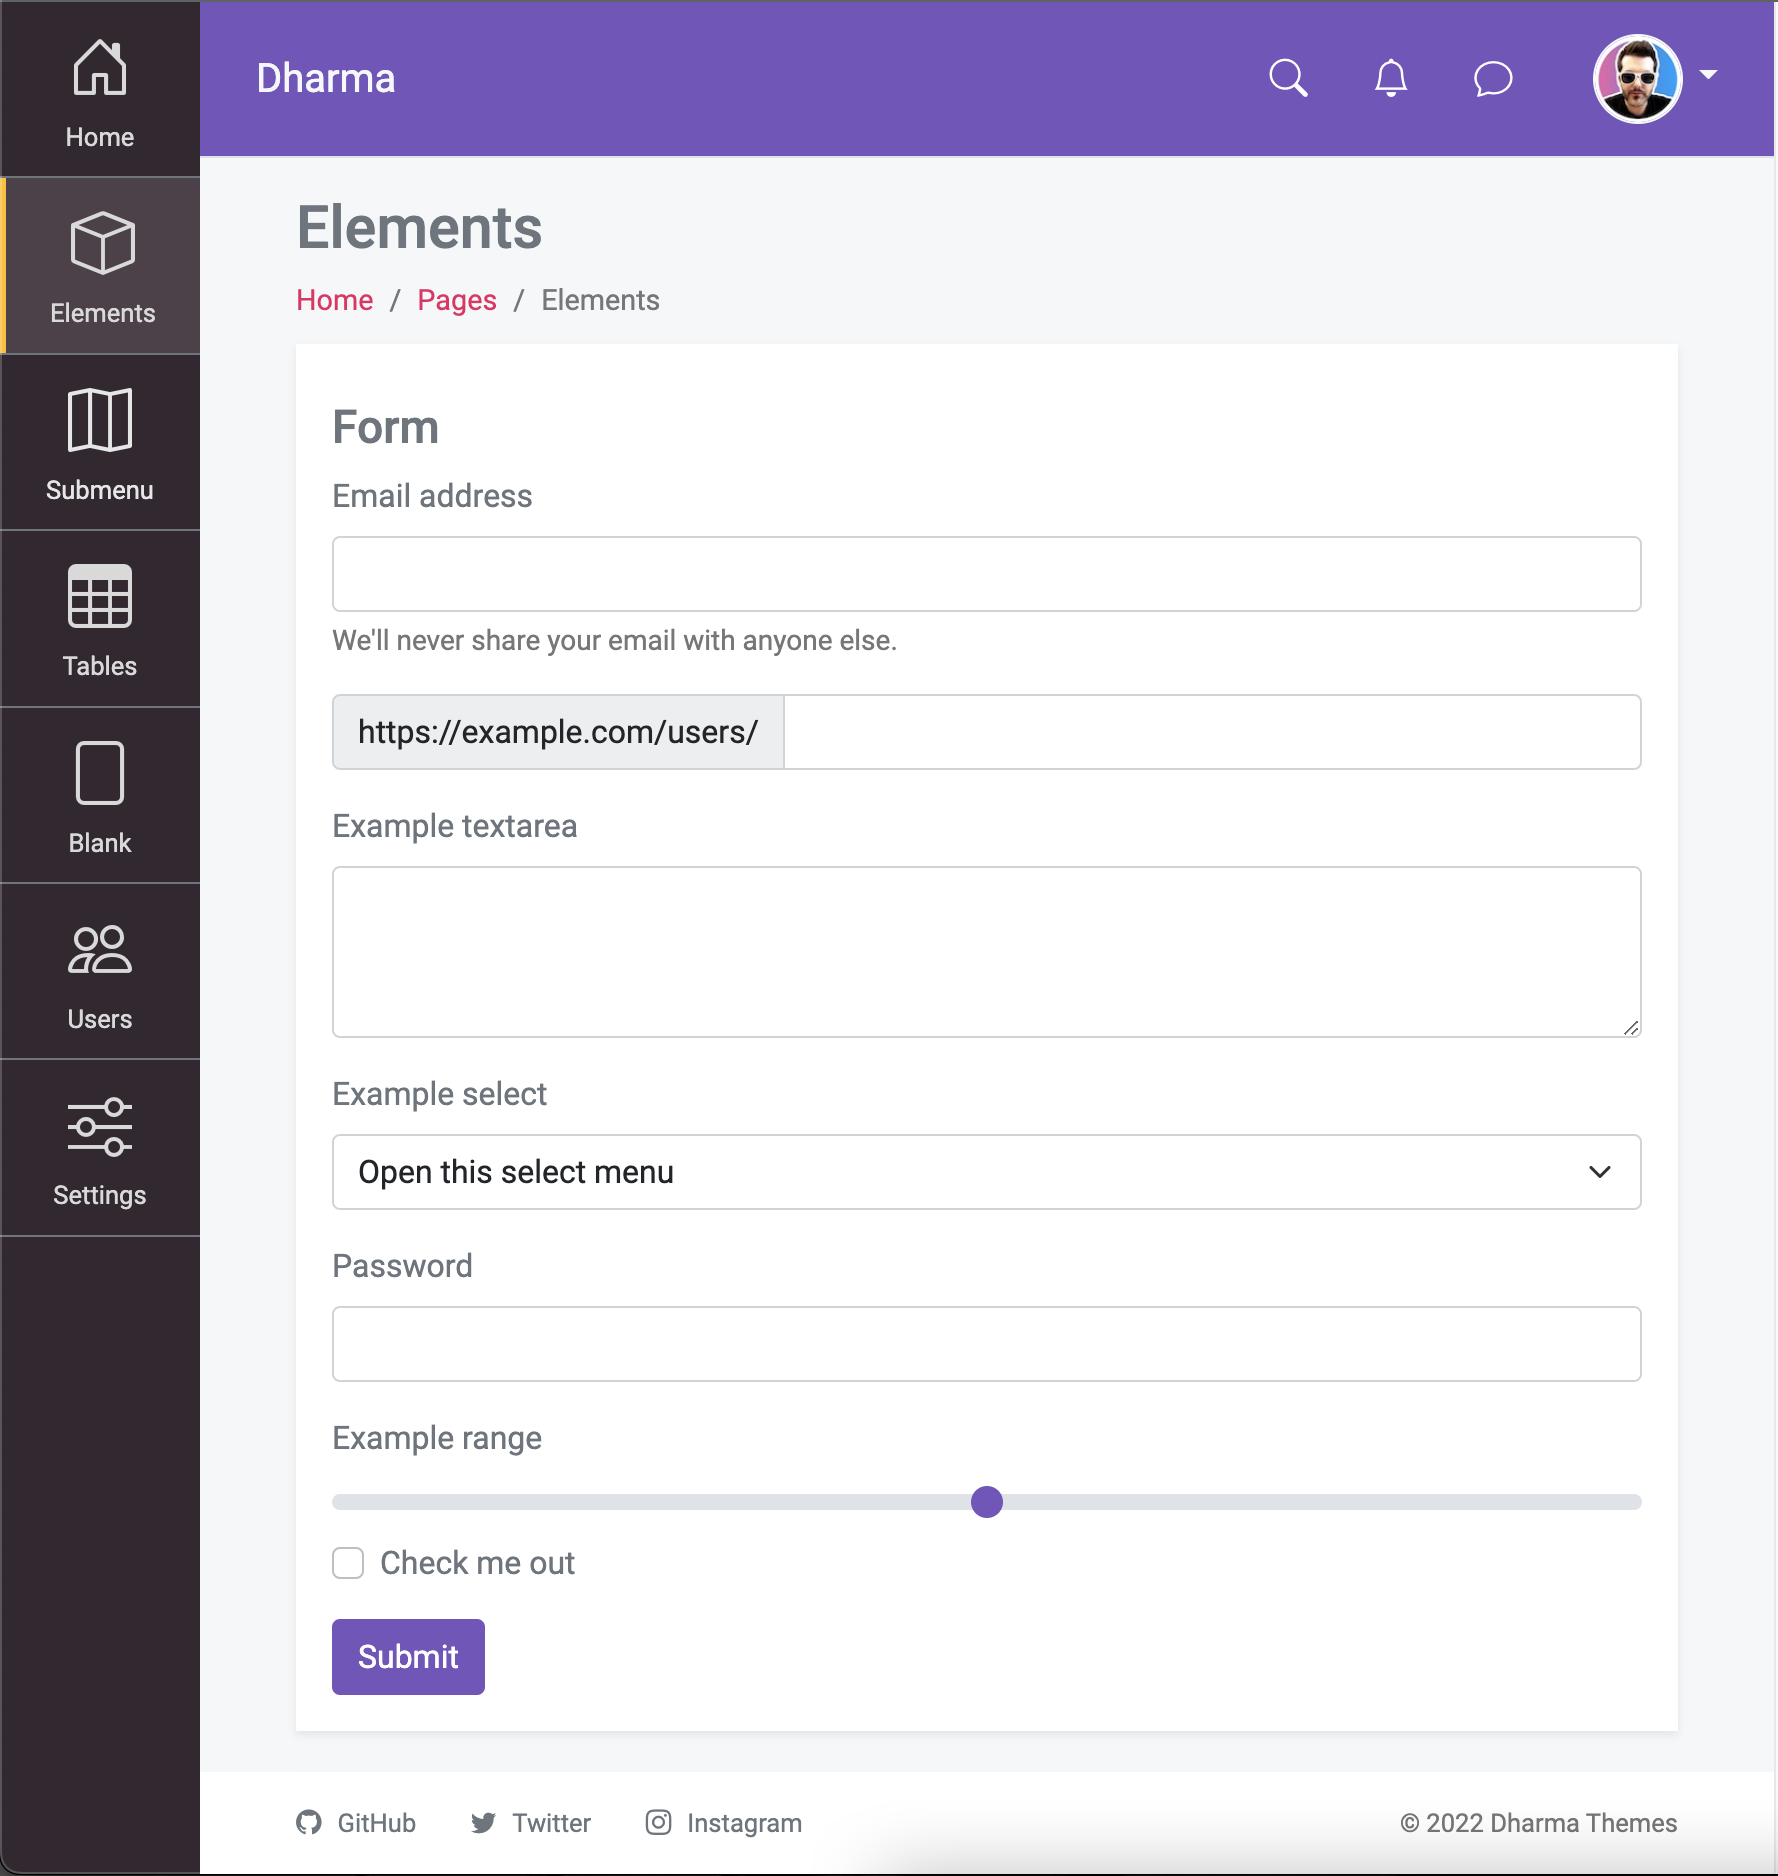 Home
Elements
Submenu
Tables
Blank
Users
Settings
Dharma
Elements
Home / Pages / Elements
Form
Email address
We'll never share your email with anyone else.
https://example.com/users/
Example textarea
Example select
Open this select menu
Password
Example range
Check me out
Submit
GitHub Twitter Instagram © 2022 Dharma Themes